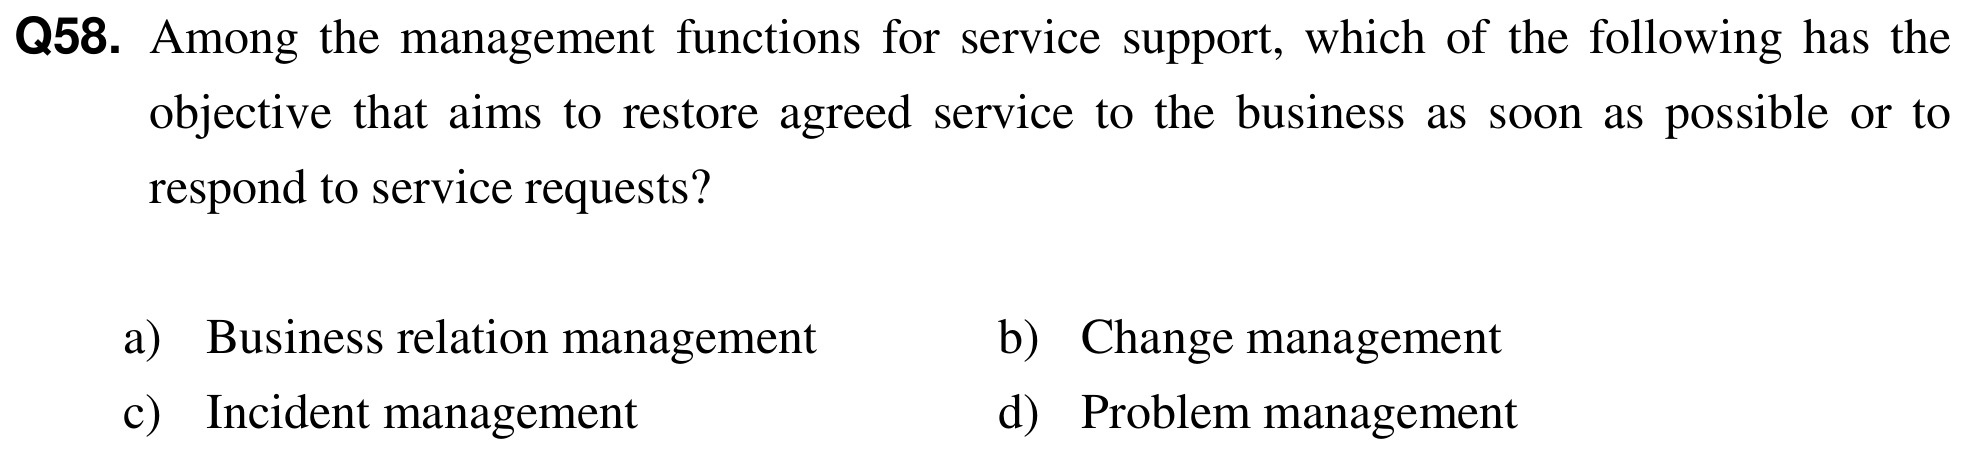 Q58. Among the management functions for service support, which of the following has the
objective that aims to restore agreed service to the business as soon as possible or to
respond to service requests?
a) Business relation management b) Change management
c) Incident management d) Problem management